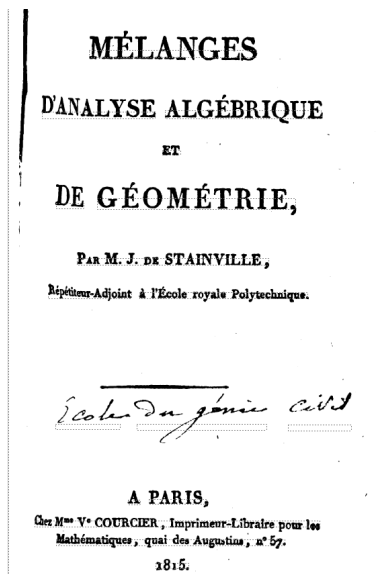 MÉLANGES
D'ANALYSE ALGÉBRIQUE
ET
DE GÉOMÉTRIE,
PAR M. J. DE STAINVILLE,
Répétiteur-Adjoint à l'École royale Polytechnique.
Ecole Du génie civil
A PARIS,
Chez Mme Ve COURCIER, Imprimeur-Libraire pour les
Mathématiques, quai des Augustins, n° 57.
1815.